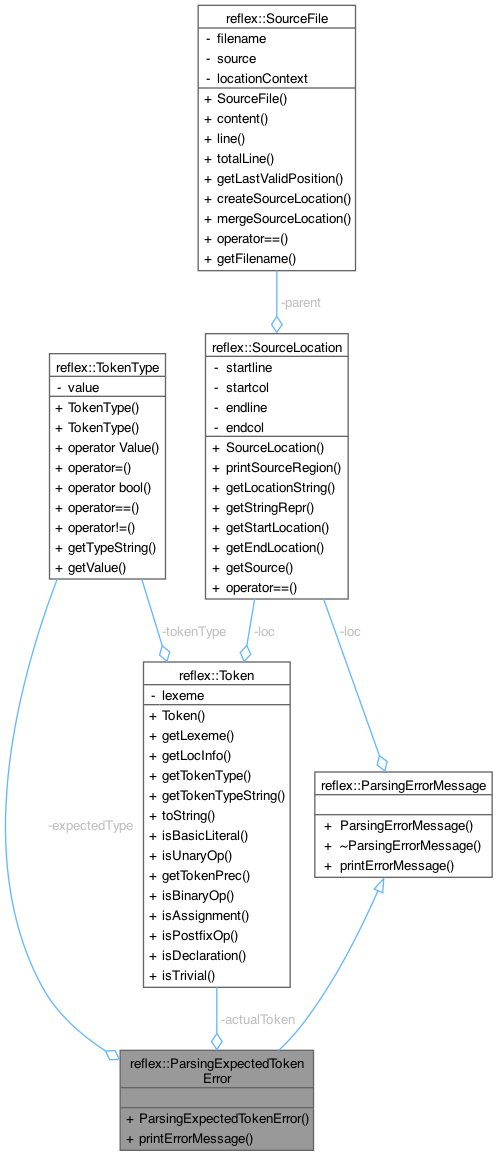 reflex::SourceFile
- filename
- source
- locationContext
+ SourceFile()
+ content()
+ line()
+ totalLine()
+ getLastValidPosition()
+ createSourceLocation()
+ mergeSourceLocation()
+ operator==()
+ getFilename()
-parent
reflex::SourceLocation
- startline
- startcol
- endline
- endcol
+ SourceLocation()
+ printSourceRegion()
+ getLocationString()
+ getStringRepr()
+ getStartLocation()
+ getEndLocation()
+ getSource()
+ operator==()
reflex::TokenType
- value
+ TokenType()
+ TokenType()
+ operator Value()
+ operator=()
+ operator bool()
+ operator==()
+ operator!=()
+ getTypeString()
+ getValue()
-tokenType
-loc
-loc
reflex::Token
- lexeme
+ Token()
+ getLexeme()
+ getLocInfo()
+ getTokenType()
+ getTokenTypeString()
+ toString()
+ isBasicLiteral()
+ isUnaryOp()
+ getTokenPrec()
+ isBinaryOp()
+ isAssignment()
+ isPostfixOp()
+ isDeclaration()
+ isTrivial()
reflex::ParsingErrorMessage
+ ParsingErrorMessage()
+ ~ParsingErrorMessage()
+ printErrorMessage()
-expectedType
-actualToken
reflex::ParsingExpectedToken
Error
+ ParsingExpectedTokenError()
+ printErrorMessage()